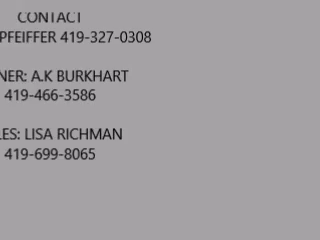 CONTACT
PFEIFFER 419-327-0308
NER: A.K BURKHART
419-466-3586
LES: LISA RICHMAN
419-699-8065